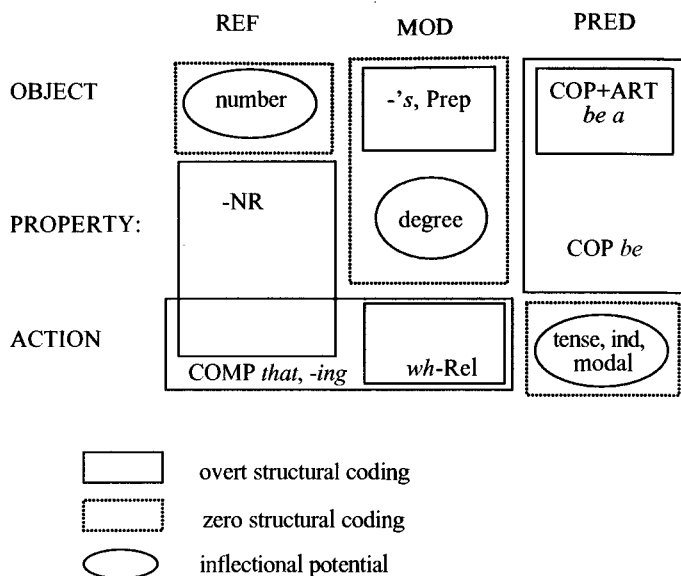 REF MOD PRED
OBJECT number -'s, Prep COP+ART
be a
PROPERTY: -NR degree COP be
ACTION tense, ind,
modal
COMP that, -ing wh-Rel
overt structural coding
zero structural coding
inflectional potential